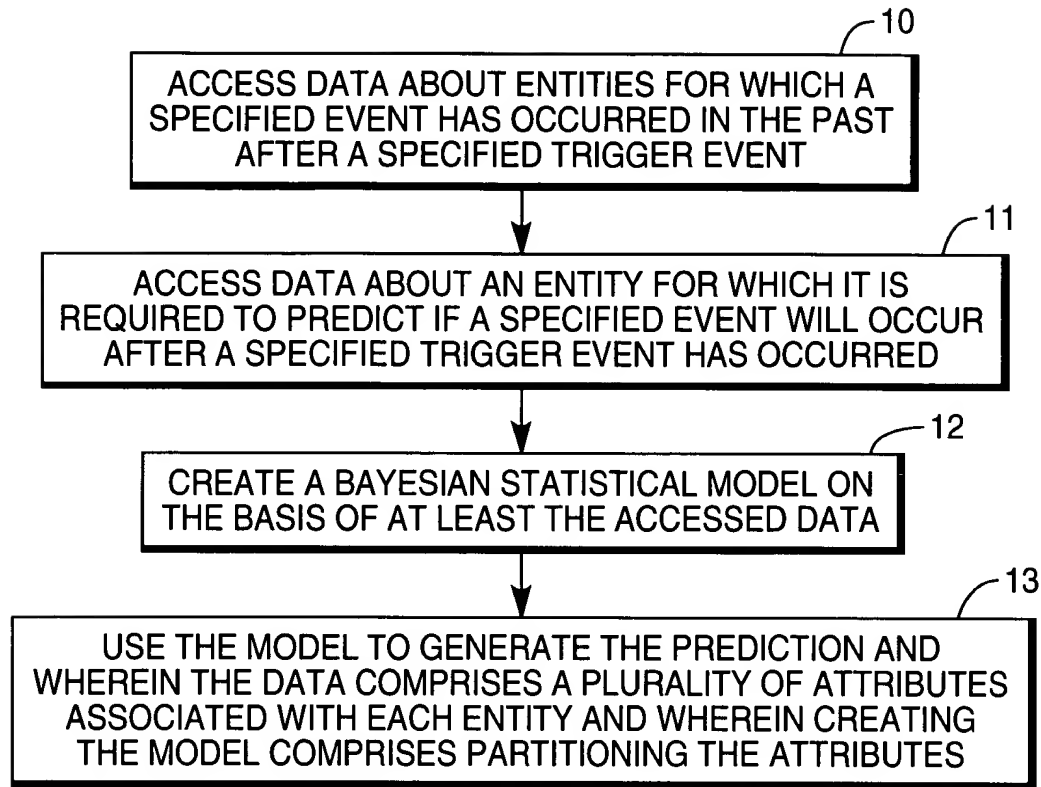 10
ACCESS DATA ABOUT ENTITIES FOR WHICH A
SPECIFIED EVENT HAS OCCURRED IN THE PAST
AFTER A SPECIFIED TRIGGER EVENT
11
ACCESS DATA ABOUT AN ENTITY FOR WHICH IT IS
REQUIRED TO PREDICT IF A SPECIFIED EVENT WILL OCCUR
AFTER A SPECIFIED TRIGGER EVENT HAS OCCURRED
12
CREATE A BAYESIAN STATISTICAL MODEL ON
THE BASIS OF AT LEAST THE ACCESSED DATA
13
USE THE MODEL TO GENERATE THE PREDICTION AND
WHEREIN THE DATA COMPRISES A PLURALITY OF ATTRIBUTES
ASSOCIATED WITH EACH ENTITY AND WHEREIN CREATING
THE MODEL COMPRISES PARTITIONING THE ATTRIBUTES